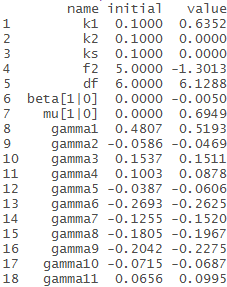 name initial value
1 k1 0.1000 0.6352
2 k2 0.1000 0.0000
3 ks 0.1000 0.0000
4 f2 5.0000 -1.3013
5 df 6.0000 6.1288
6 beta[1|0] 0.0000 -0.0050
7 mu[1|0] 0.0000 0.6949
8 gamma1 0.4807 0.5193
9 gamma2 -0.0586 -0.0469
10 gamma3 0.1537 0.1511
11 gamma4 0.1003 0.0878
12 gamma5 -0.0387 -0.0606
13 gamma6 -0.2693 -0.2625
14 gamma7 -0.1255 -0.1520
15 gamma8 -0.1805 -0.1967
16 gamma9 -0.2042 -0.2275
17 gamma10 -0.0715 -0.0687
18 gamma11 0.0656 0.0995